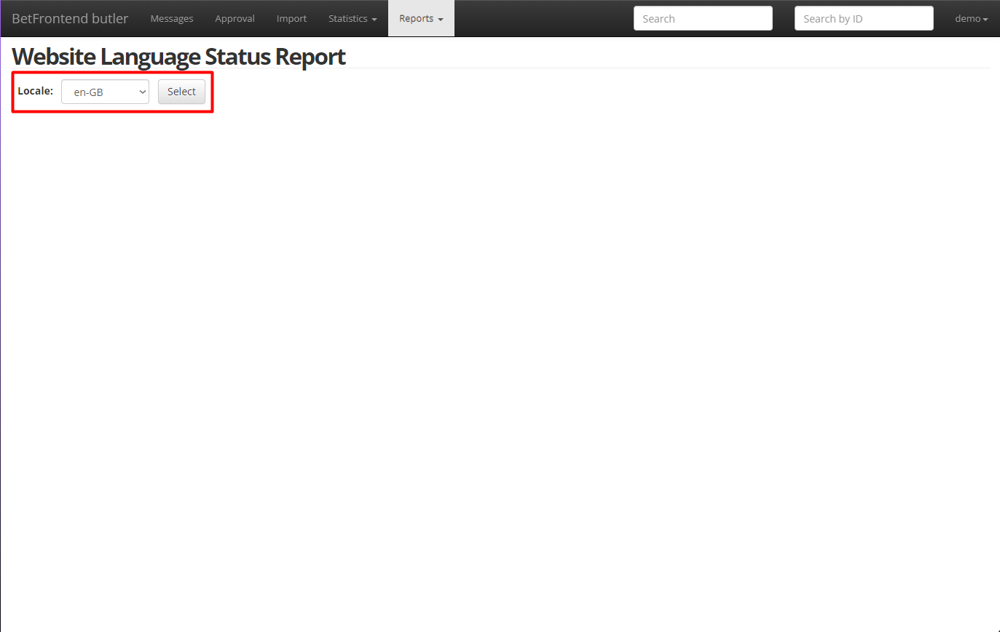 BetFrontend butler Messages Approval Import Statistics Reports Search Search by ID demo
Website Language Status Report
Locale: en-GB Select